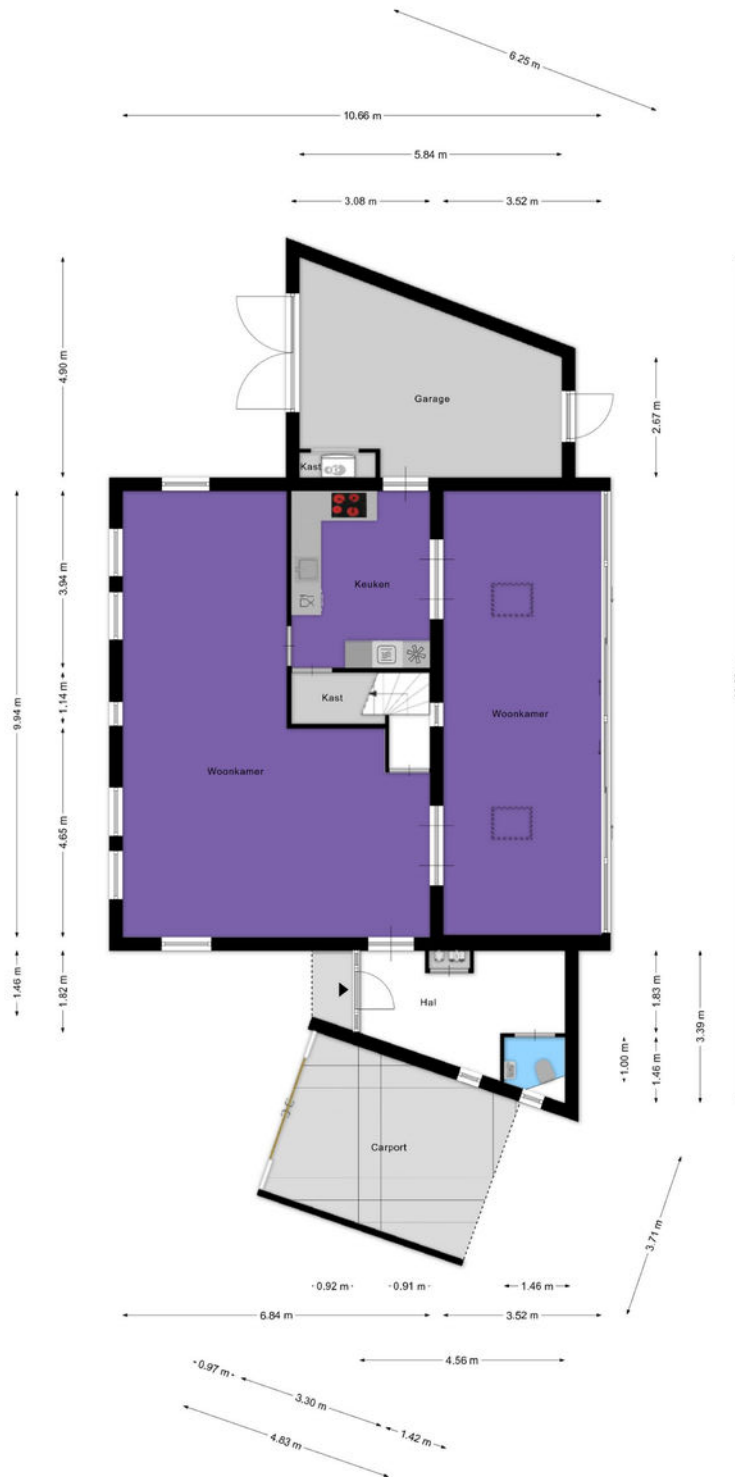 6.25 m
10.66 m
5.84 m
3.08 m
3.52 m
4.90 m
Garage
2.67 m
Kast
3.94 m
Keuken
9.94 m
1.14 m
Kast
Woonkamer
Woonkamer
4.65 m
1.46 m
1.82 m
Hal
1.83 m
3.39 m
1.00 m
1.46 m
Carport
3.71 m
0.92 m
0.91 m
1.46 m
6.84 m
3.52 m
4.56 m
0.97 m
3.30 m
1.42 m
4.83 m